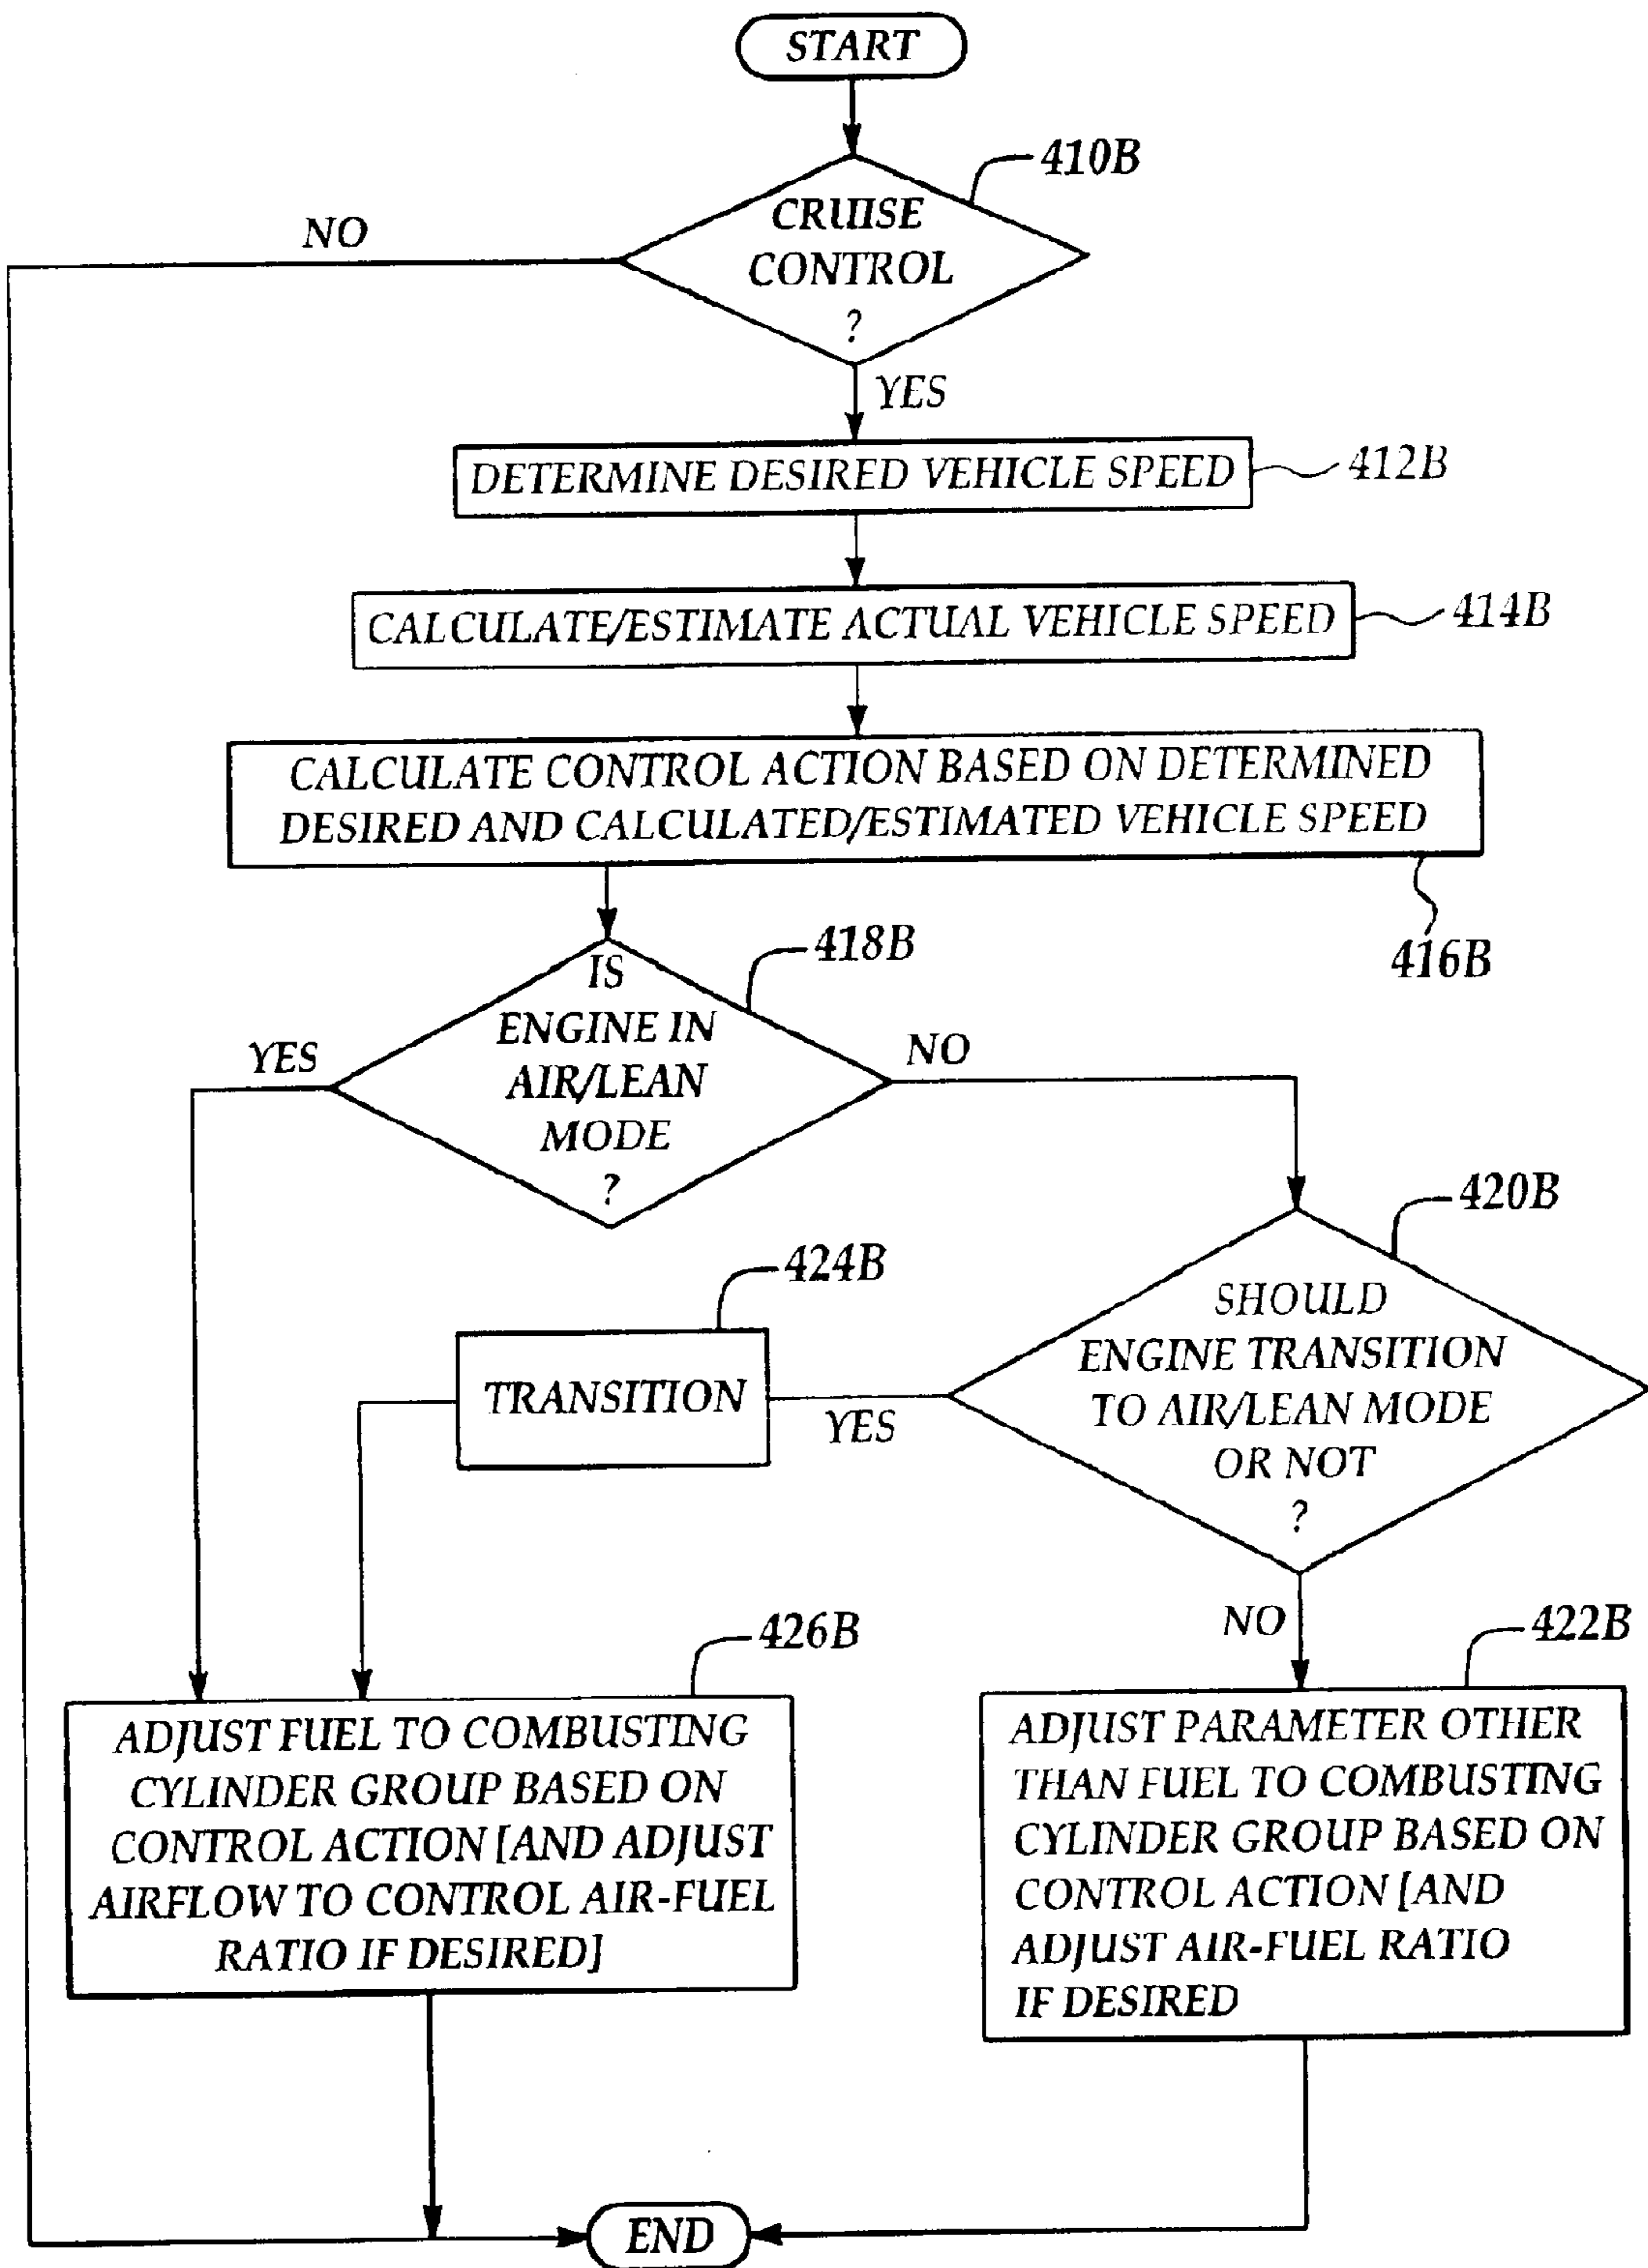 START
410B
CRUISE
CONTROL
?
NO
YES
DETERMINE DESIRED VEHICLE SPEED
412B
CALCULATE/ESTIMATE ACTUAL VEHICLE SPEED
414B
CALCULATE CONTROL ACTION BASED ON DETERMINED
DESIRED AND CALCULATED/ESTIMATED VEHICLE SPEED
416B
418B
IS
ENGINE IN
AIR/LEAN
MODE
?
YES
NO
420B
SHOULD
ENGINE TRANSITION
TO AIR/LEAN MODE
OR NOT
?
424B
TRANSITION
YES
NO
426B
ADJUST FUEL TO COMBUSTING
CYLINDER GROUP BASED ON
CONTROL ACTION [AND ADJUST
AIRFLOW TO CONTROL AIR-FUEL
RATIO IF DESIRED]
422B
ADJUST PARAMETER OTHER
THAN FUEL TO COMBUSTING
CYLINDER GROUP BASED ON
CONTROL ACTION [AND
ADJUST AIR-FUEL RATIO
IF DESIRED
END